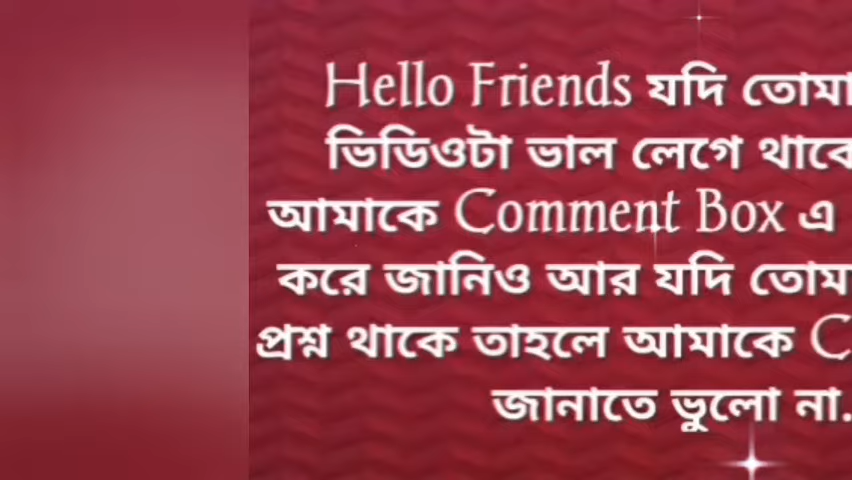 Hello Friends যদি তোমা
ভিডিওটা ভাল লেগে থাকে
আমাকে Comment Box এ
করে জানিও আর যদি তোম
প্রশ্ন থাকে তাহলে আমাকে C
জানাতে ভুলো না.